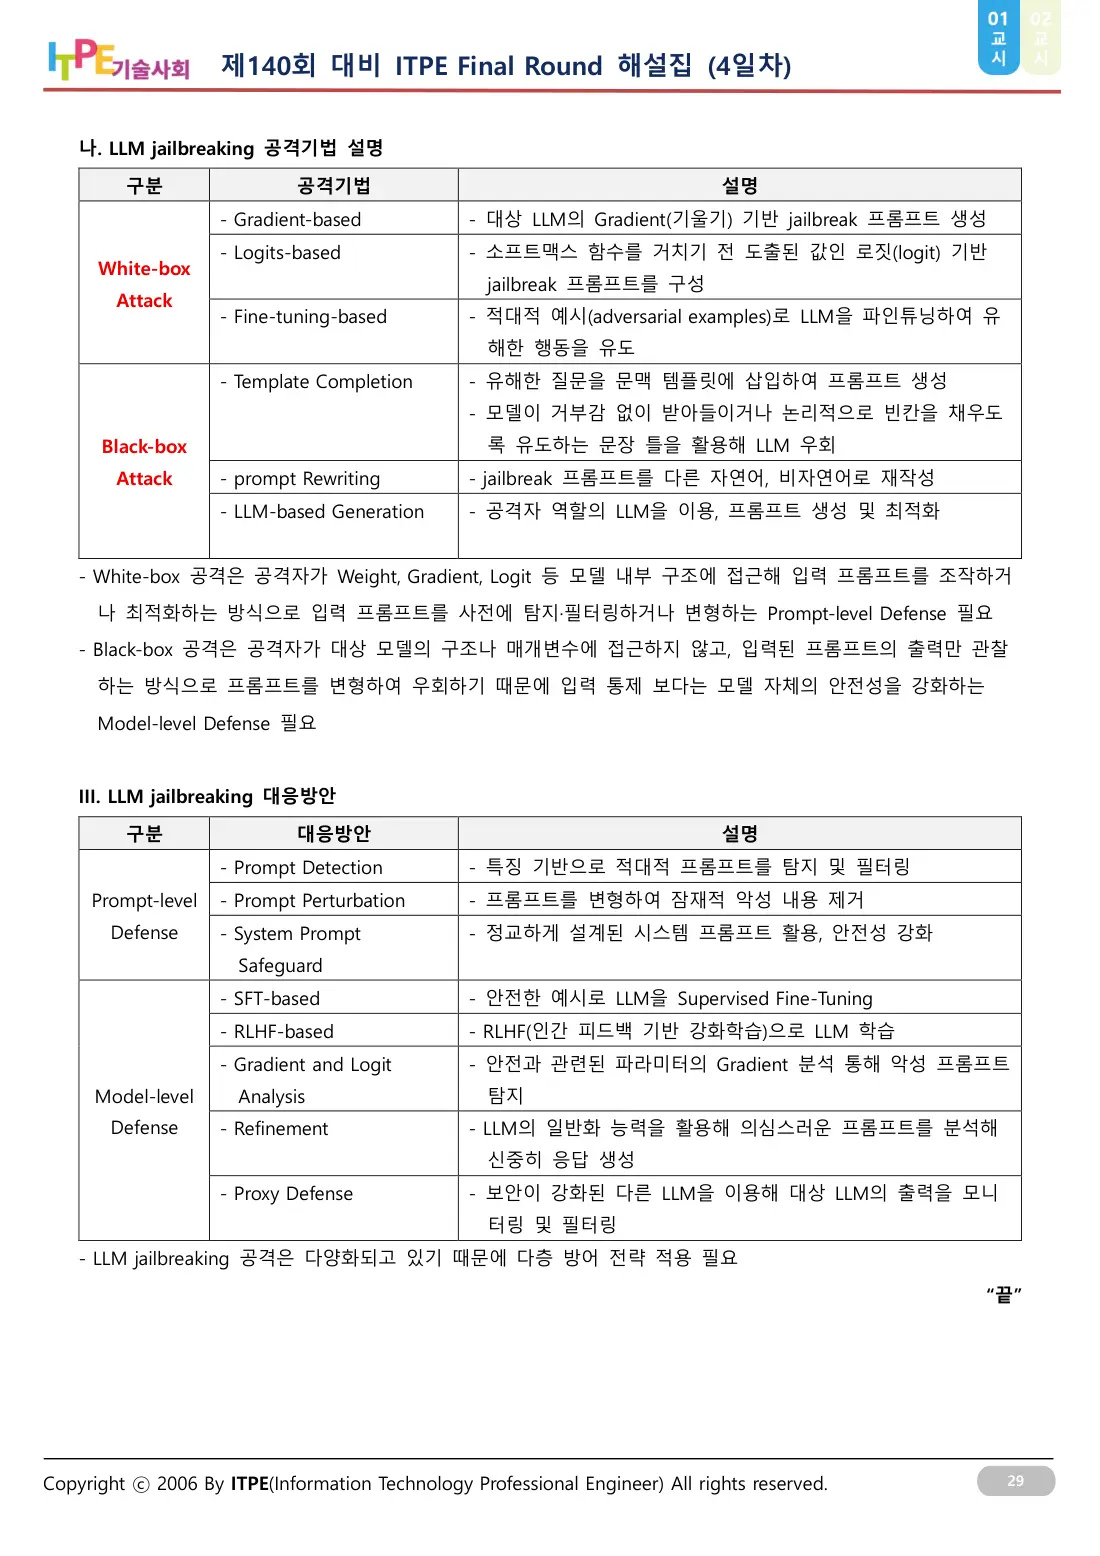 ITPE기술사회 제140회 대비 ITPE Final Round 해설집 (4일차)
01
교
시
02
교
시
나. LLM jailbreaking 공격기법 설명
구분 공격기법 설명
White-box
Attack
- Gradient-based - 대상 LLM의 Gradient(기울기) 기반 jailbreak 프롬프트 생성
- Logits-based - 소프트맥스 함수를 거치기 전 도출된 값인 로짓(logit) 기반
jailbreak 프롬프트를 구성
- Fine-tuning-based - 적대적 예시(adversarial examples)로 LLM을 파인튜닝하여 유
해한 행동을 유도
Black-box
Attack
- Template Completion - 유해한 질문을 문맥 템플릿에 삽입하여 프롬프트 생성
- 모델이 거부감 없이 받아들이거나 논리적으로 빈칸을 채우도
록 유도하는 문장 틀을 활용해 LLM 우회
- prompt Rewriting - jailbreak 프롬프트를 다른 자연어, 비자연어로 재작성
- LLM-based Generation - 공격자 역할의 LLM을 이용, 프롬프트 생성 및 최적화
- White-box 공격은 공격자가 Weight, Gradient, Logit 등 모델 내부 구조에 접근해 입력 프롬프트를 조작하거
나 최적화하는 방식으로 입력 프롬프트를 사전에 탐지·필터링하거나 변형하는 Prompt-level Defense 필요
- Black-box 공격은 공격자가 대상 모델의 구조나 매개변수에 접근하지 않고, 입력된 프롬프트의 출력만 관찰
하는 방식으로 프롬프트를 변형하여 우회하기 때문에 입력 통제 보다는 모델 자체의 안전성을 강화하는
Model-level Defense 필요
III. LLM jailbreaking 대응방안
구분 대응방안 설명
Prompt-level
Defense
- Prompt Detection - 특징 기반으로 적대적 프롬프트를 탐지 및 필터링
- Prompt Perturbation - 프롬프트를 변형하여 잠재적 악성 내용 제거
- System Prompt - 정교하게 설계된 시스템 프롬프트 활용, 안전성 강화
Safeguard
Model-level
Defense
- SFT-based - 안전한 예시로 LLM을 Supervised Fine-Tuning
- RLHF-based - RLHF(인간 피드백 기반 강화학습)으로 LLM 학습
- Gradient and Logit - 안전과 관련된 파라미터의 Gradient 분석 통해 악성 프롬프트
Analysis 탐지
- Refinement - LLM의 일반화 능력을 활용해 의심스러운 프롬프트를 분석해
신중히 응답 생성
- Proxy Defense - 보안이 강화된 다른 LLM을 이용해 대상 LLM의 출력을 모니
터링 및 필터링
- LLM jailbreaking 공격은 다양화되고 있기 때문에 다층 방어 전략 적용 필요
“끝”
Copyright ⓒ 2006 By ITPE(Information Technology Professional Engineer) All rights reserved.
29